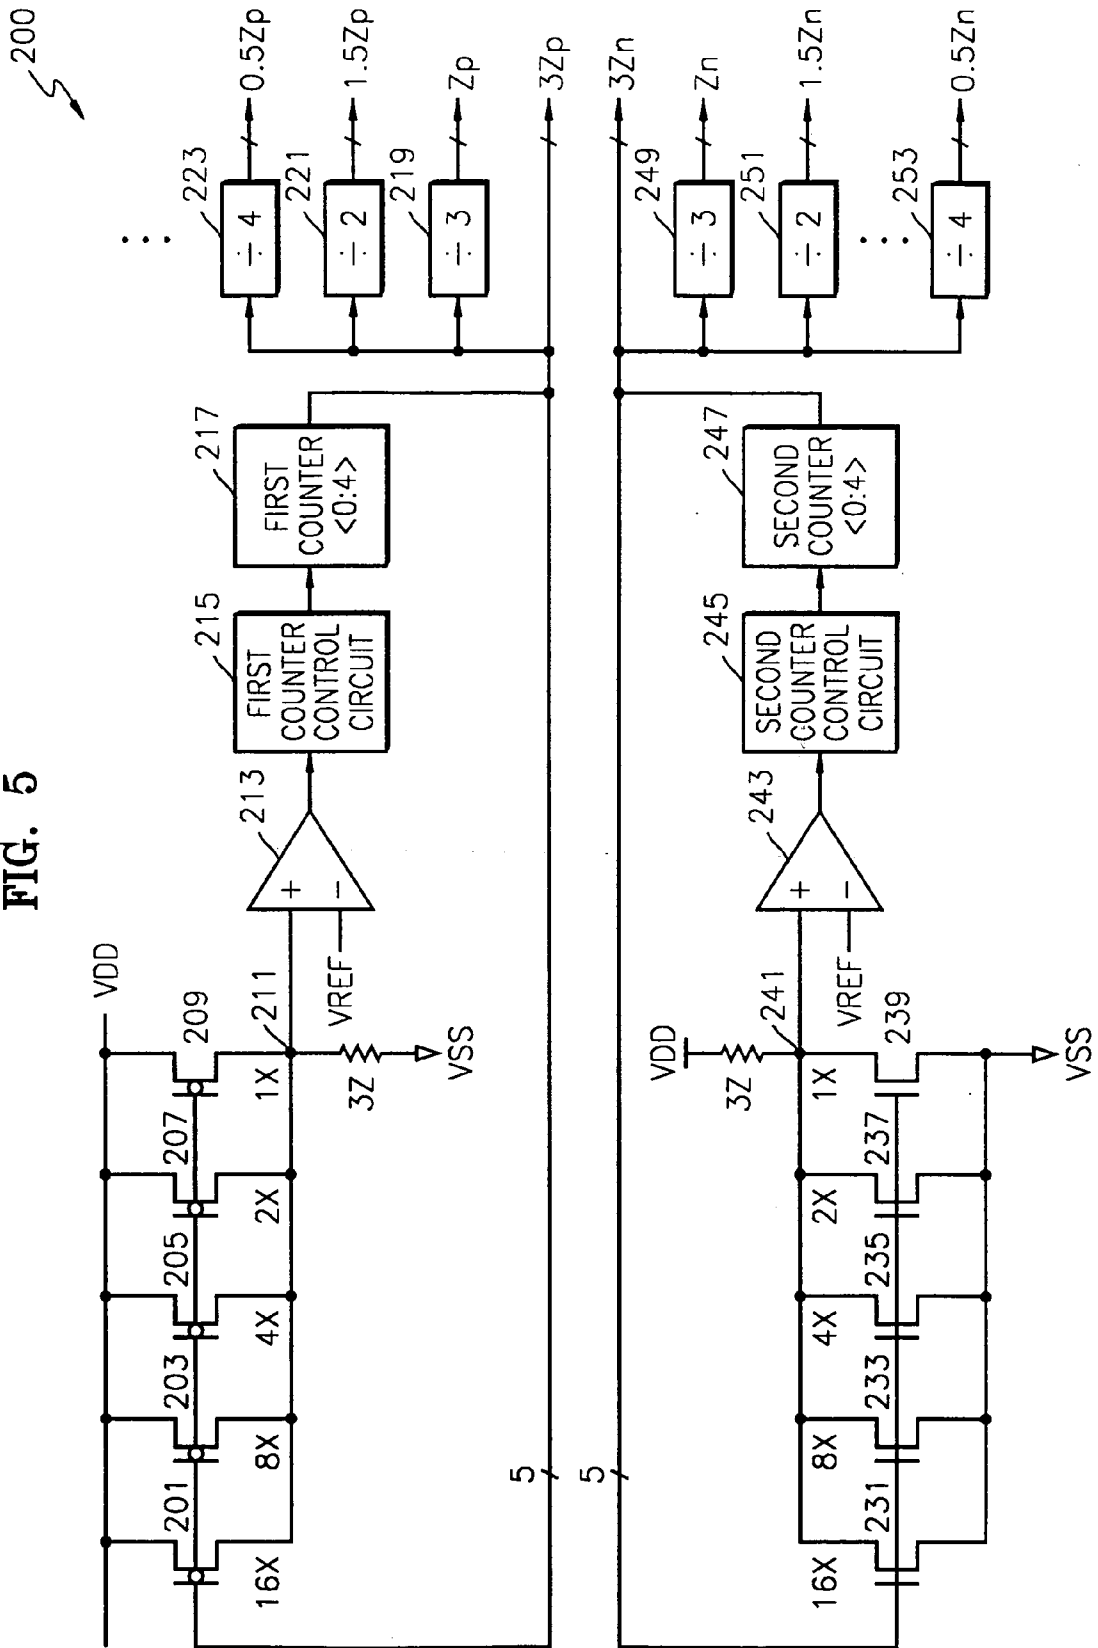 FIG. 5
200
VDD
201
203
205
207
209
16X
8X
4X
2X
1X
211
3Z
VSS
VREF
+
−
213
FIRST
COUNTER
CONTROL
CIRCUIT
215
FIRST
COUNTER
<0:4>
217
÷ 4
223
0.5Zp
÷ 2
221
1.5Zp
÷ 3
219
Zp
3Zp
5
5
3Zn
÷ 3
249
Zn
÷ 2
251
1.5Zn
÷ 4
253
0.5Zn
VDD
3Z
241
16X
8X
4X
2X
1X
231
233
235
237
239
VSS
VREF
+
−
243
SECOND
COUNTER
CONTROL
CIRCUIT
245
SECOND
COUNTER
<0:4>
247